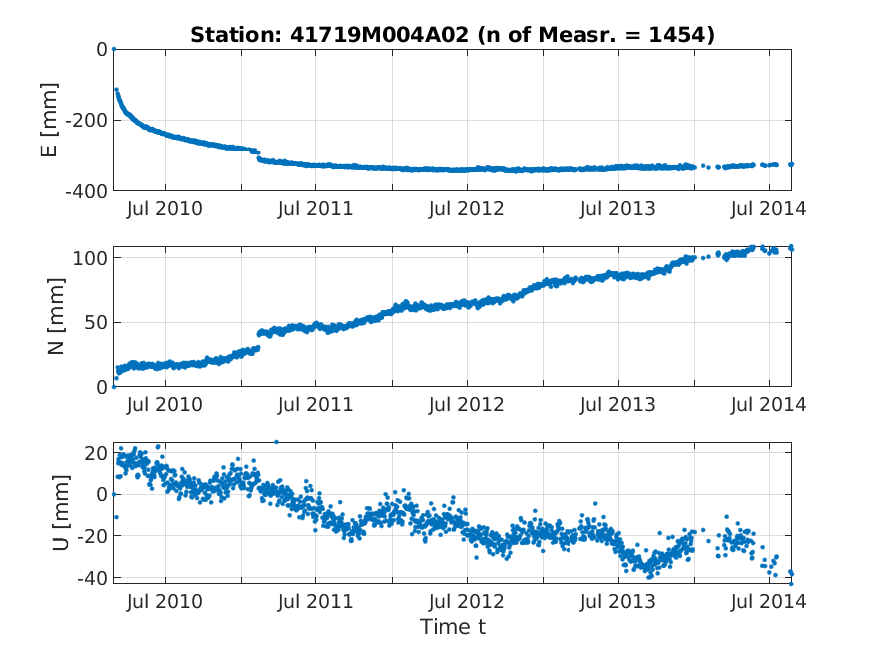 Station: 41719M004A02 (n of Measr. = 1454)
0
-200
-400
E [mm]
Jul 2010 Jul 2011 Jul 2012 Jul 2013 Jul 2014
100
50
0
N [mm]
Jul 2010 Jul 2011 Jul 2012 Jul 2013 Jul 2014
20
0
-20
-40
U [mm]
Jul 2010 Jul 2011 Jul 2012 Jul 2013 Jul 2014
Time t